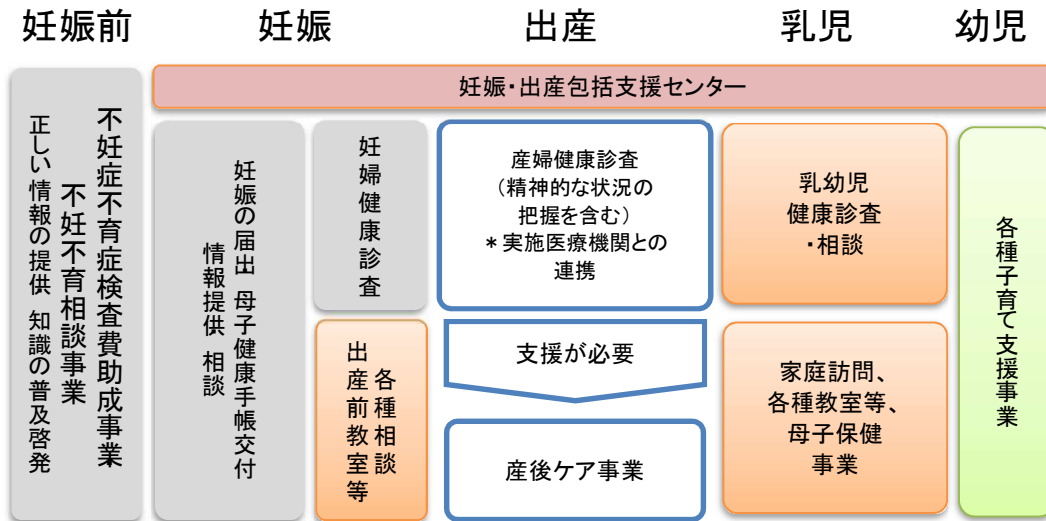 妊娠前
妊娠
出産
乳児
幼児
妊娠・出産包括支援センター
不妊症不育症検査費助成事業
不妊不育相談事業
正しい情報の提供 知識の普及啓発
妊娠の届出 母子健康手帳交付
情報提供 相談
妊婦健康診査
各種相談
出産前教室等
産婦健康診査
(精神的な状況の
把握を含む)
*実施医療機関との
連携
支援が必要
産後ケア事業
乳幼児
健康診査
・相談
家庭訪問、
各種教室等、
母子保健
事業
各種子育て支援事業